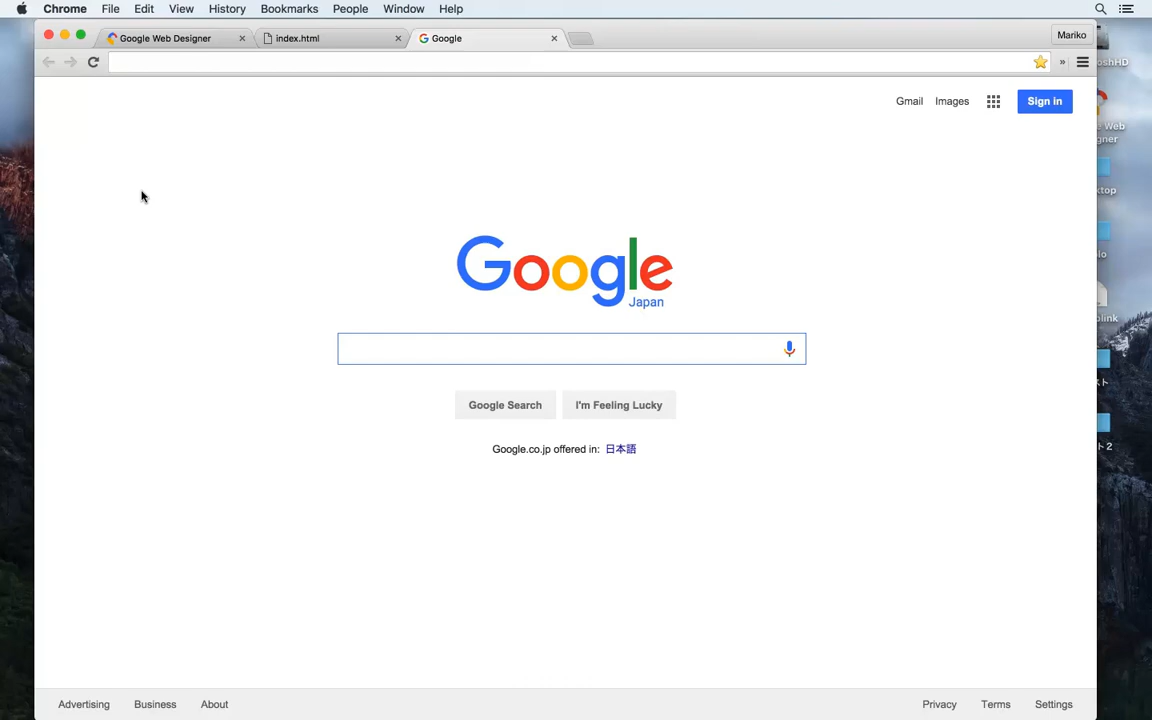 Chrome File Edit View History Bookmarks People Window Help
Google Web Designer index.html Google Mariko
Gmail Images Sign in
Google
Japan
Google Search I'm Feeling Lucky
Google.co.jp offered in: 日本語
Advertising Business About Privacy Terms Settings